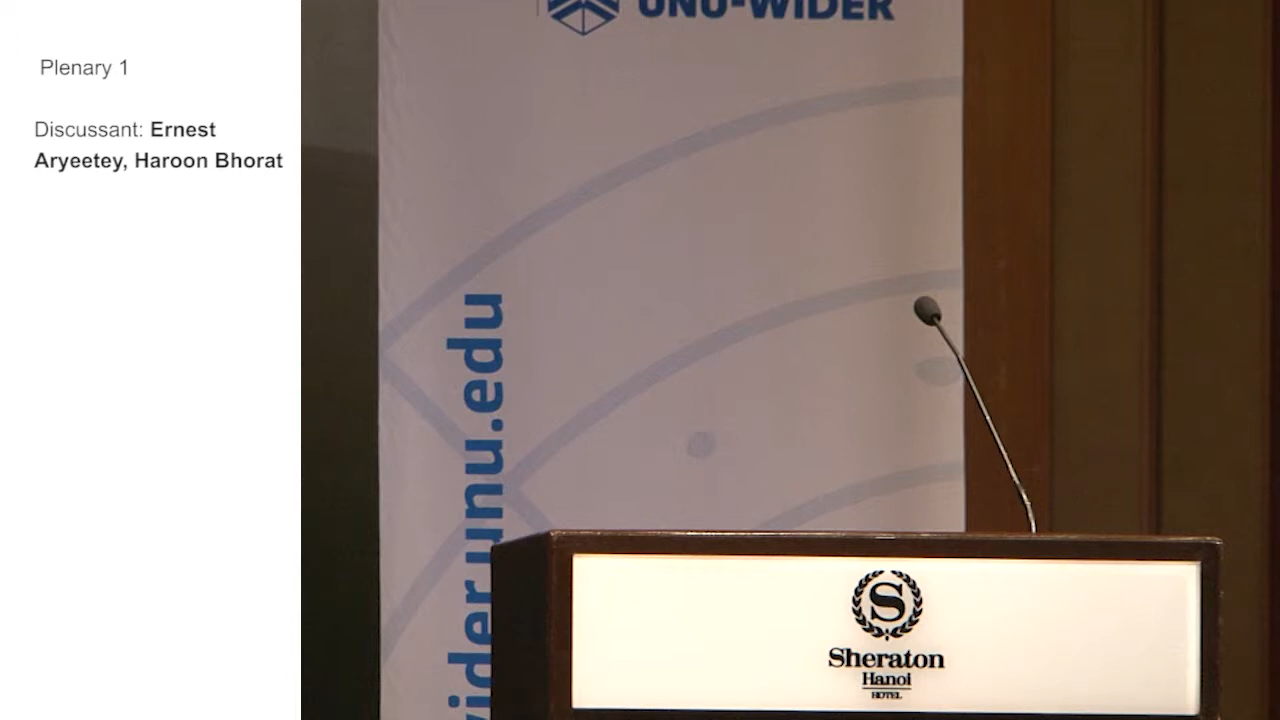 Plenary 1
Discussant: Ernest
Aryeetey, Haroon Bhorat
UNU-WIDER
wider.unu.edu
S
Sheraton
Hanoi
HOTEL